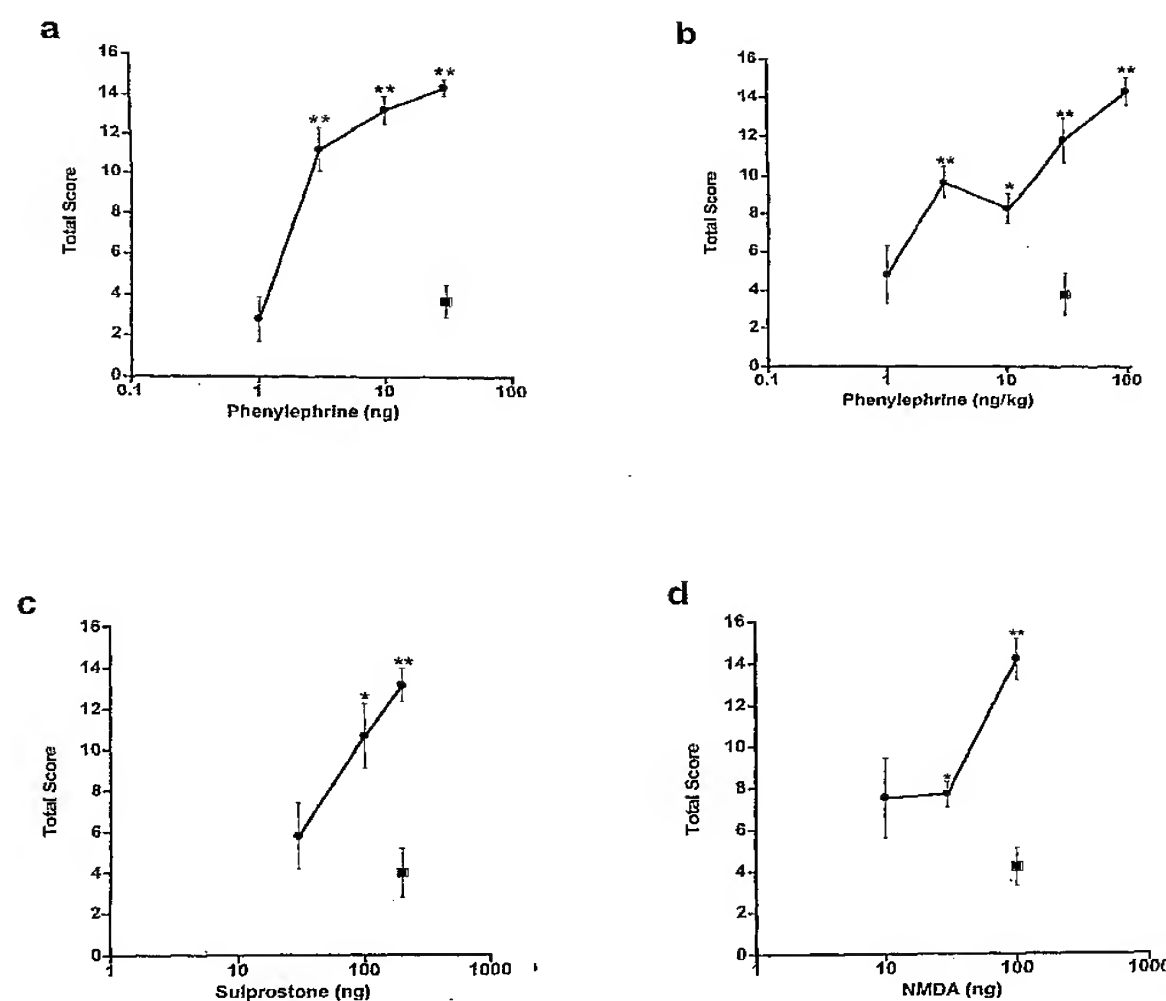 a
16
14
12
10
8
6
4
2
0
0.1 1 10 100
Total Score
Phenylephrine (ng)
** ** **
b
16
14
12
10
8
6
4
2
0
0.1 1 10 100
Total Score
Phenylephrine (ng/kg)
** * ** **
c
16
14
12
10
8
6
4
2
0
1 10 100 1000
Total Score
Sulprostone (ng)
* **
d
16
14
12
10
8
6
4
2
0
1 10 100 1000
Total Score
NMDA (ng)
* **